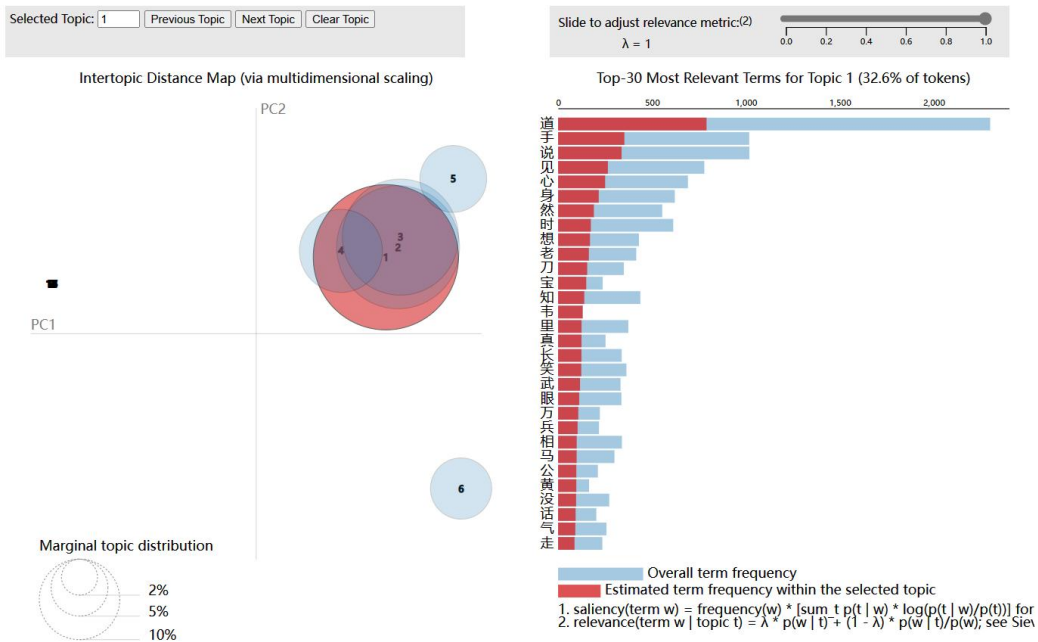 Selected Topic: 1 Previous Topic Next Topic Clear Topic
Slide to adjust relevance metric:(2)
λ = 1
0.0 0.2 0.4 0.6 0.8 1.0
Intertopic Distance Map (via multidimensional scaling)
PC2
PC1
5
3
4
2
1
6
Marginal topic distribution
2%
5%
10%
Top-30 Most Relevant Terms for Topic 1 (32.6% of tokens)
0 500 1,000 1,500 2,000
道
手
说
见
心
身
然
时
想
老
刀
宝
知
韦
里
真
长
笑
武
眼
万
兵
相
马
公
黄
没
话
气
走
Overall term frequency
Estimated term frequency within the selected topic
1. saliency(term w) = frequency(w) * [sum_t p(t | w) * log(p(t | w)/p(t))] for
2. relevance(term w | topic t) = λ * p(w | t) + (1 - λ) * p(w | t)/p(w); see Siev